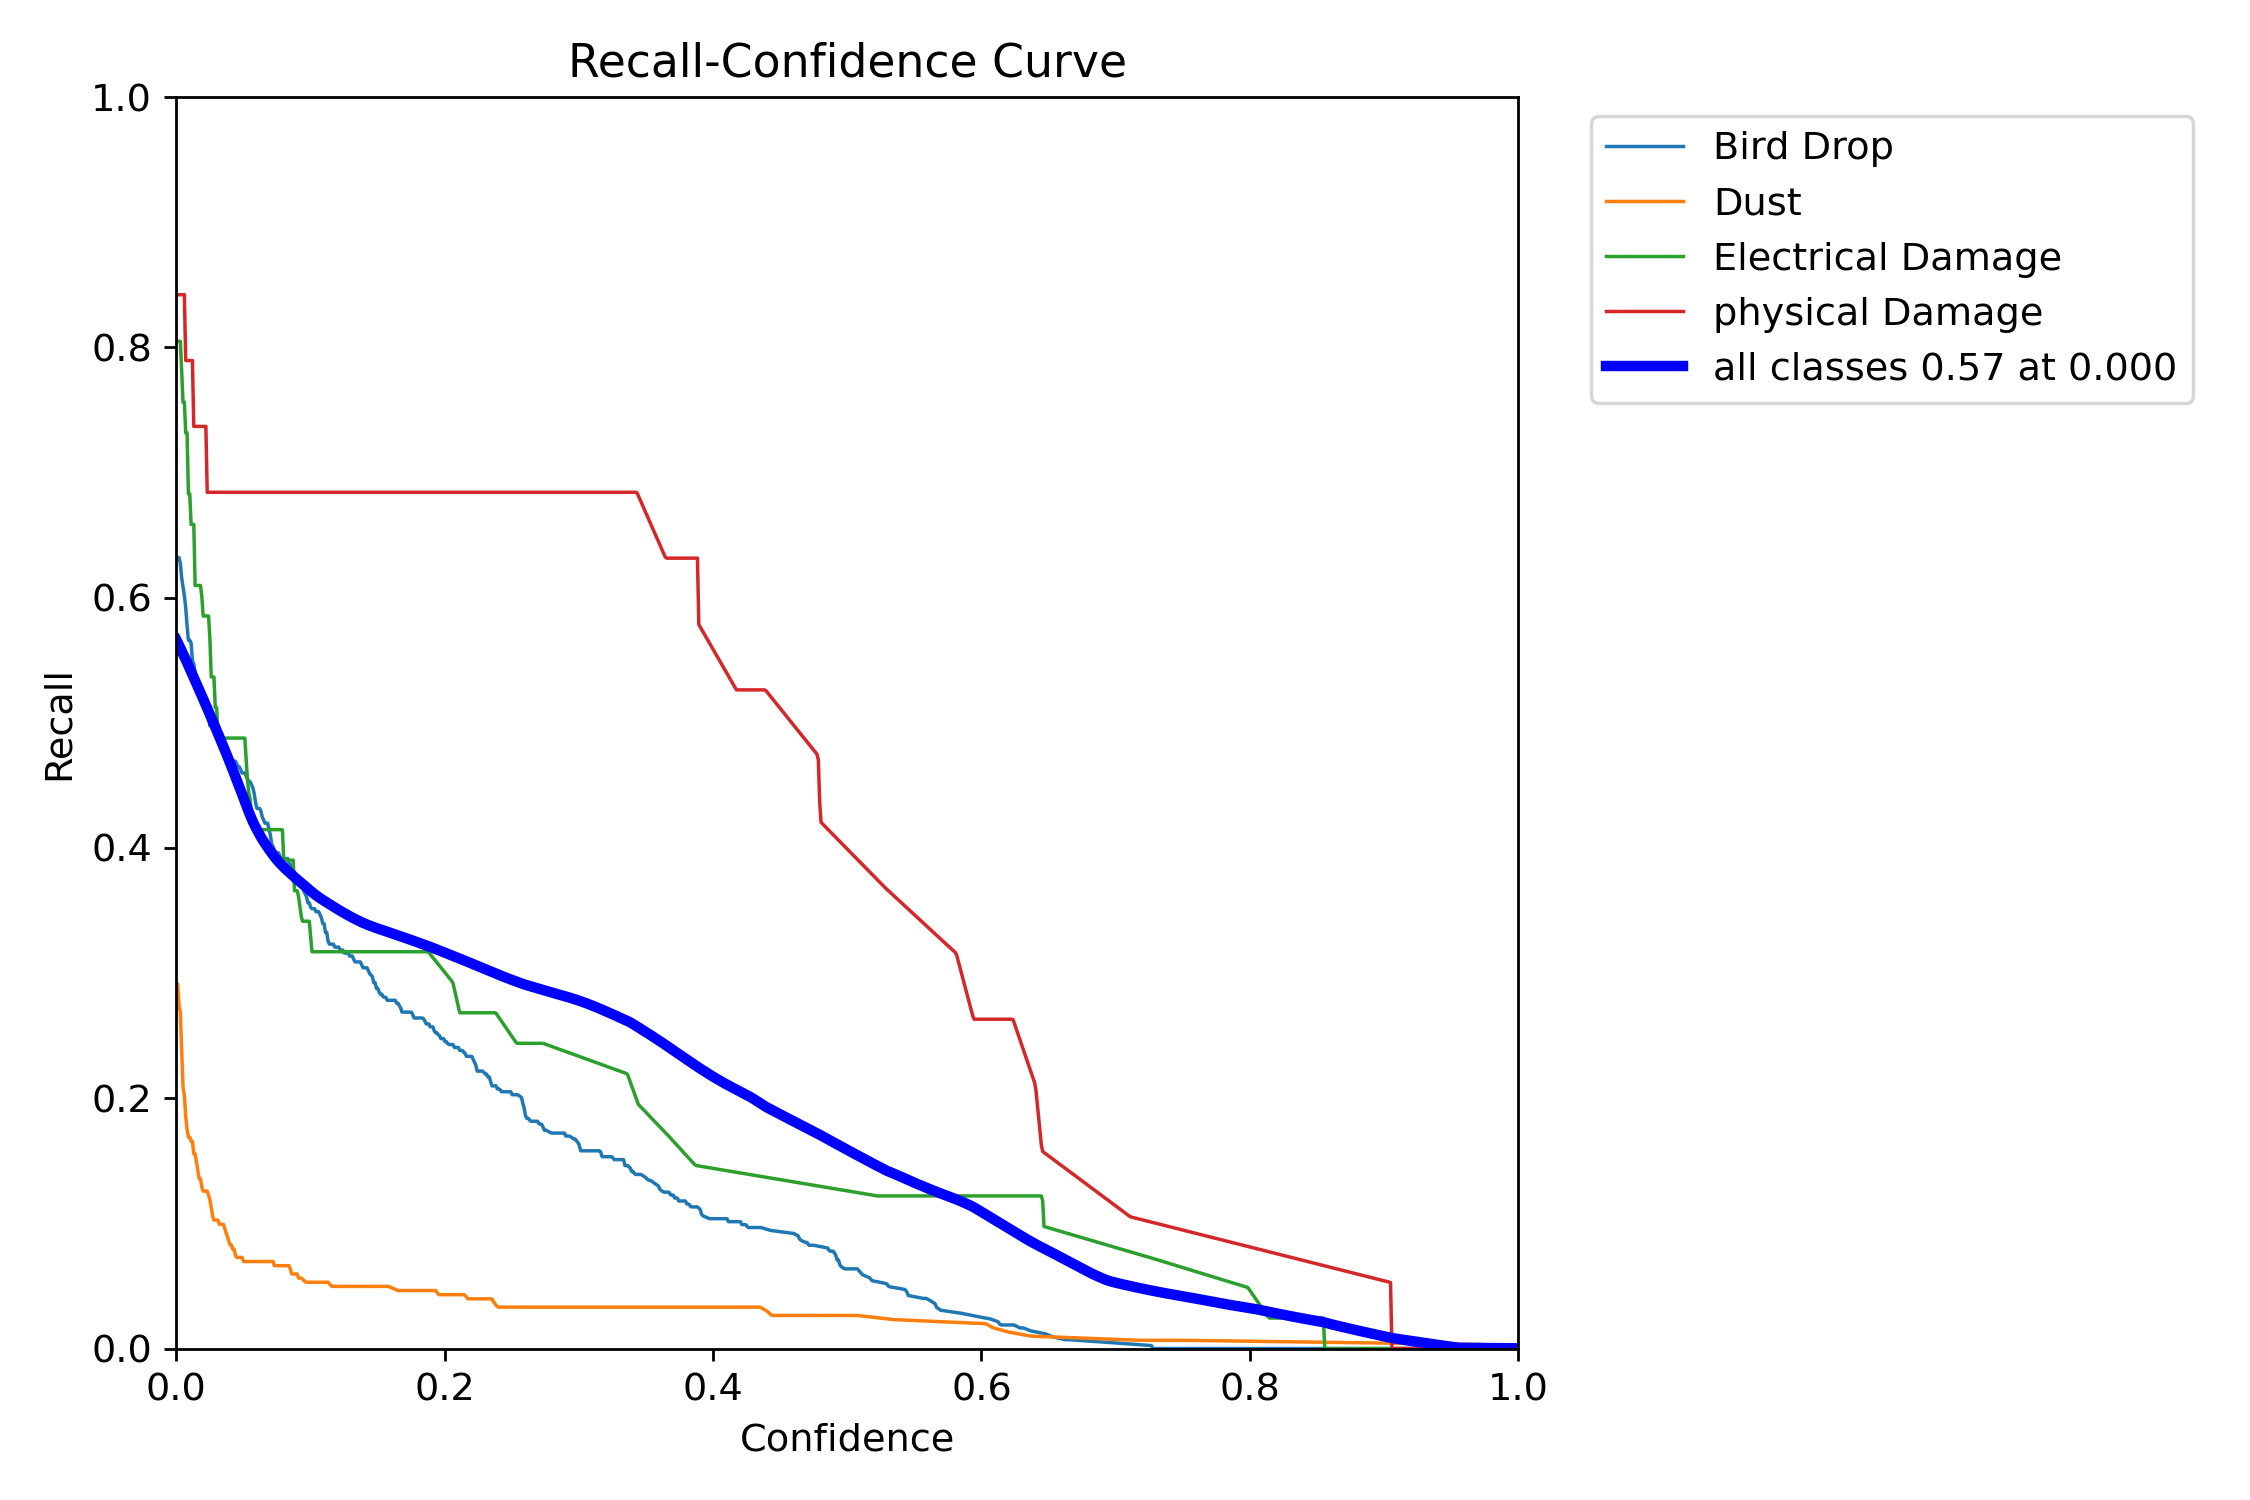 Recall-Confidence Curve
1.0
0.8
0.6
0.4
0.2
0.0
Recall
0.0 0.2 0.4 0.6 0.8 1.0
Confidence
Bird Drop
Dust
Electrical Damage
physical Damage
all classes 0.57 at 0.000